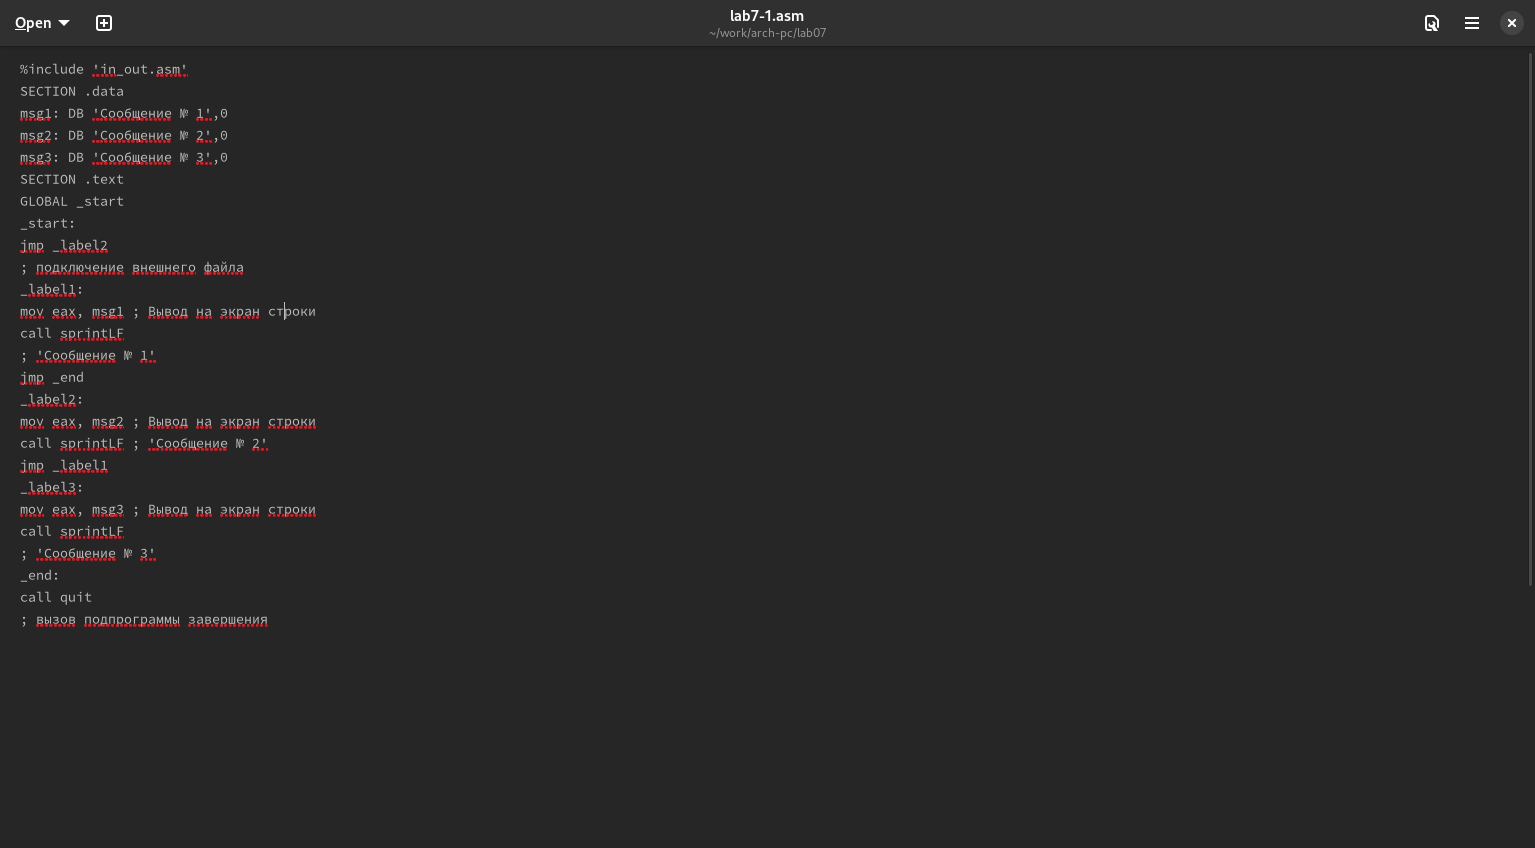 Open
lab7-1.asm
~/work/arch-pc/lab07
%include 'in_out.asm'
SECTION .data
msg1: DB 'Сообщение № 1',0
msg2: DB 'Сообщение № 2',0
msg3: DB 'Сообщение № 3',0
SECTION .text
GLOBAL _start
_start:
jmp _label2
; подключение внешнего файла
_label1:
mov eax, msg1 ; Вывод на экран строки
call sprintLF
; 'Сообщение № 1'
jmp _end
_label2:
mov eax, msg2 ; Вывод на экран строки
call sprintLF ; 'Сообщение № 2'
jmp _label1
_label3:
mov eax, msg3 ; Вывод на экран строки
call sprintLF
; 'Сообщение № 3'
_end:
call quit
; вызов подпрограммы завершения